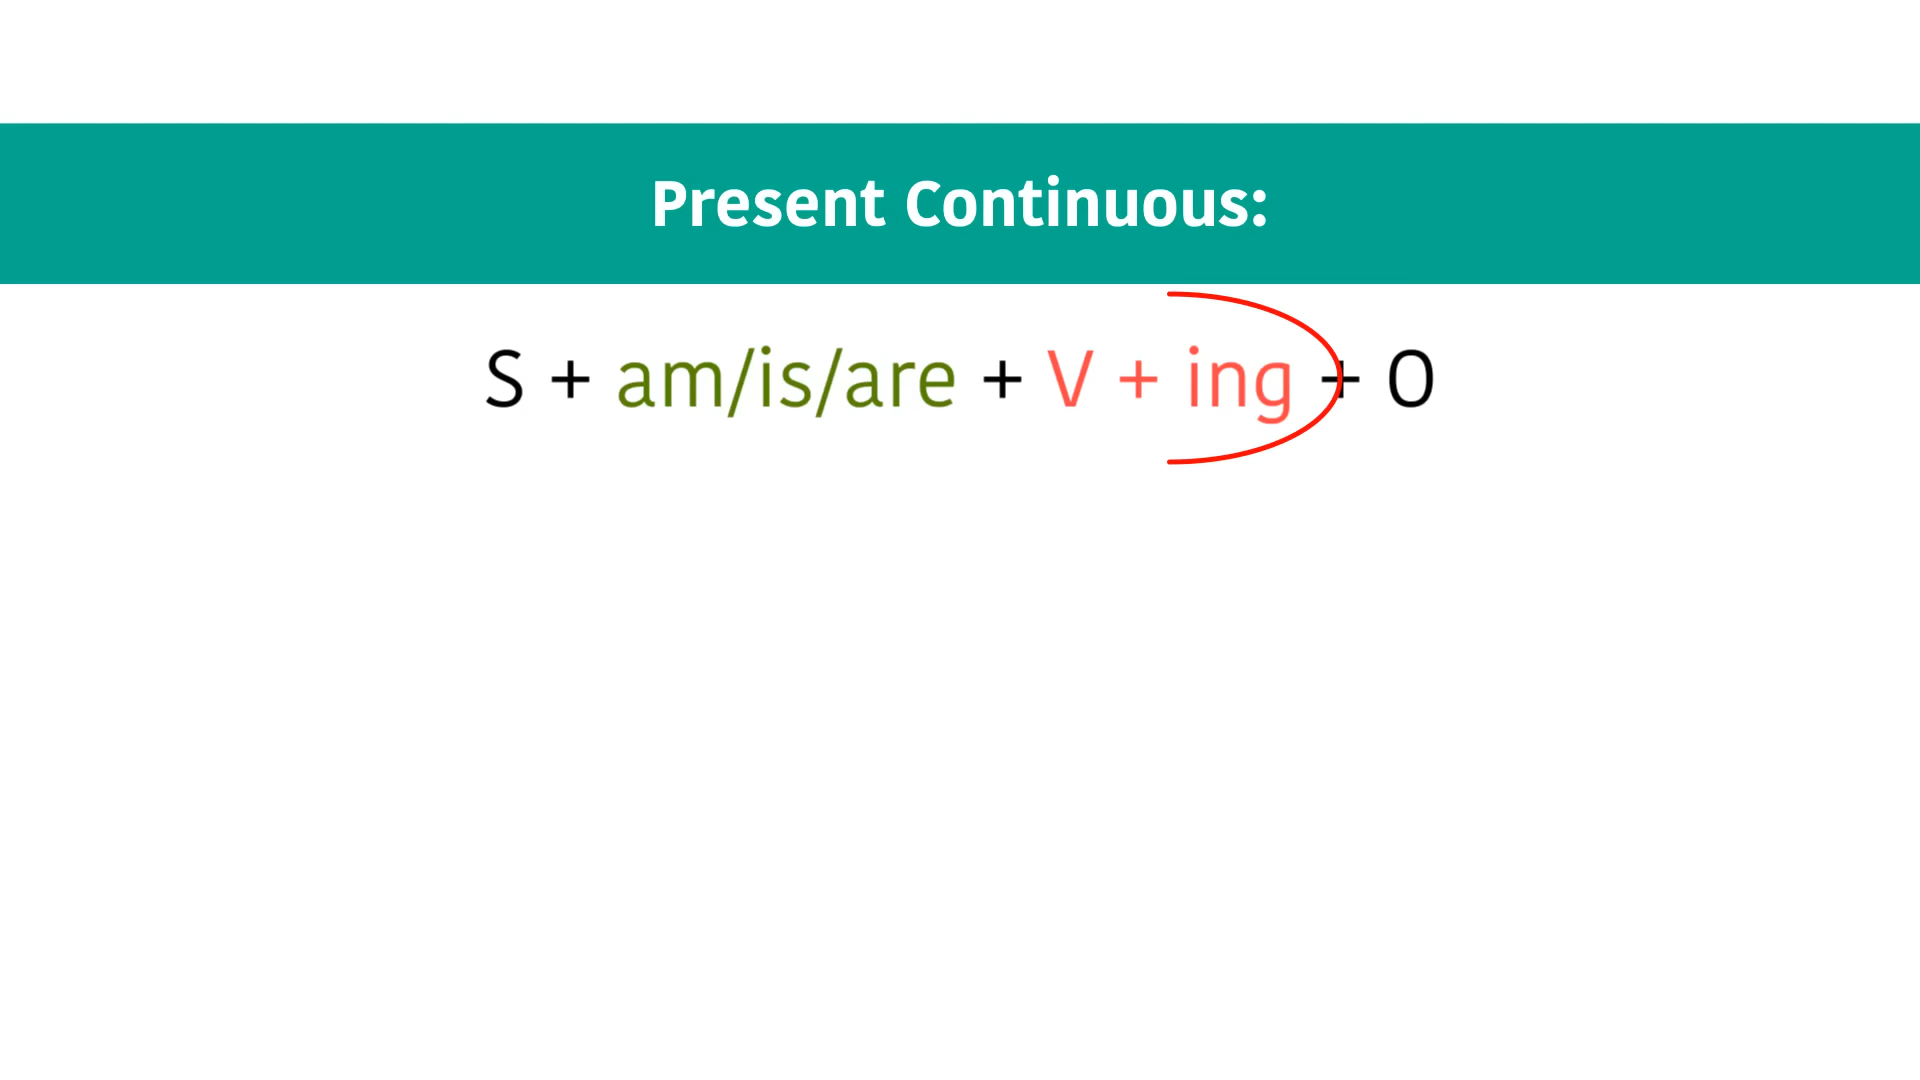 Present Continuous:
S + am/is/are + V + ing + O